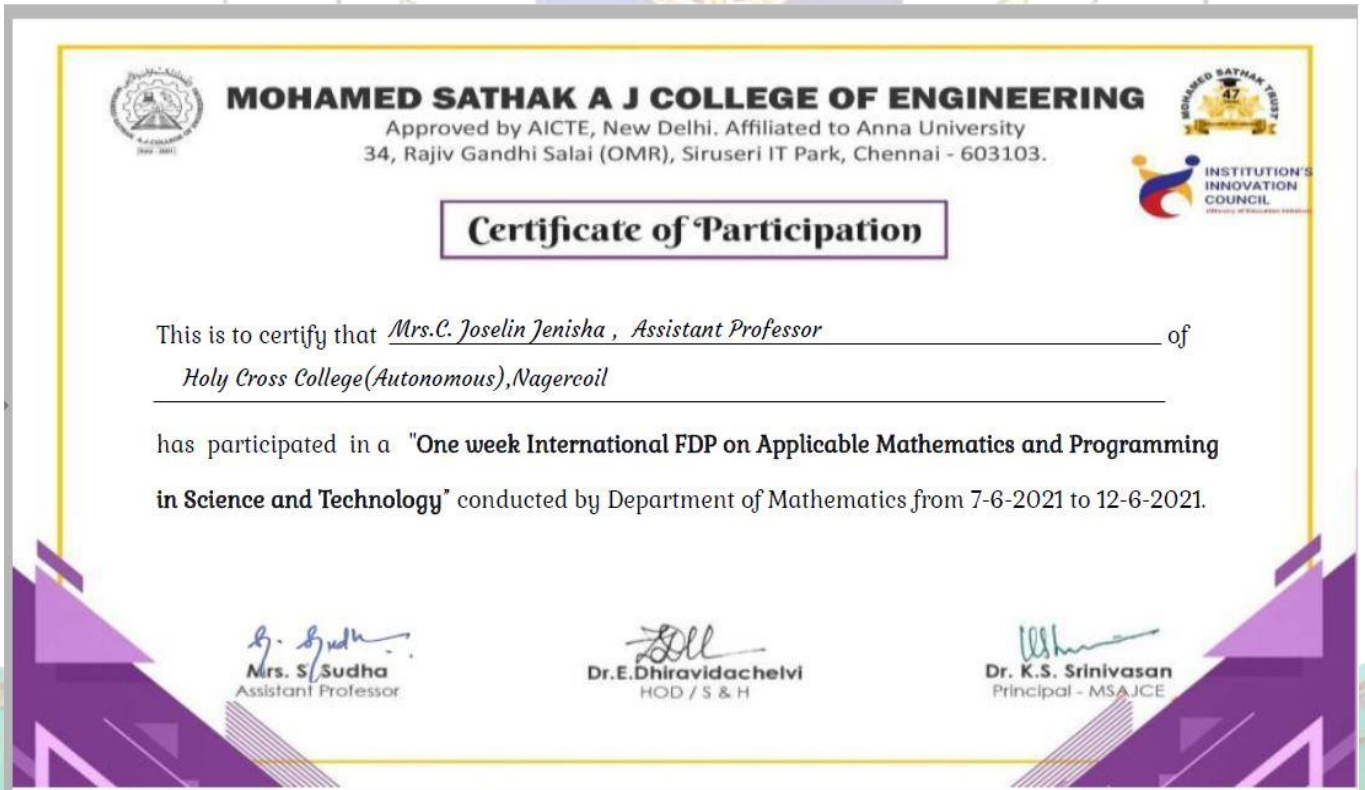 MOHAMED SATHAK A J COLLEGE OF ENGINEERING
Approved by AICTE, New Delhi. Affiliated to Anna University
34, Rajiv Gandhi Salai (OMR), Siruseri IT Park, Chennai - 603103.
MOHAMED SATHAK TRUST
47
INSTITUTION'S
INNOVATION
COUNCIL
Certificate of Participation
This is to certify that Mrs.C. Joselin Jenisha , Assistant Professor of
Holy Cross College(Autonomous),Nagercoil
has participated in a "One week International FDP on Applicable Mathematics and Programming
in Science and Technology" conducted by Department of Mathematics from 7-6-2021 to 12-6-2021.
Mrs. S. Sudha
Assistant Professor
Dr.E.Dhiravidachelvi
HOD / S & H
Dr. K.S. Srinivasan
Principal - MSAJCE